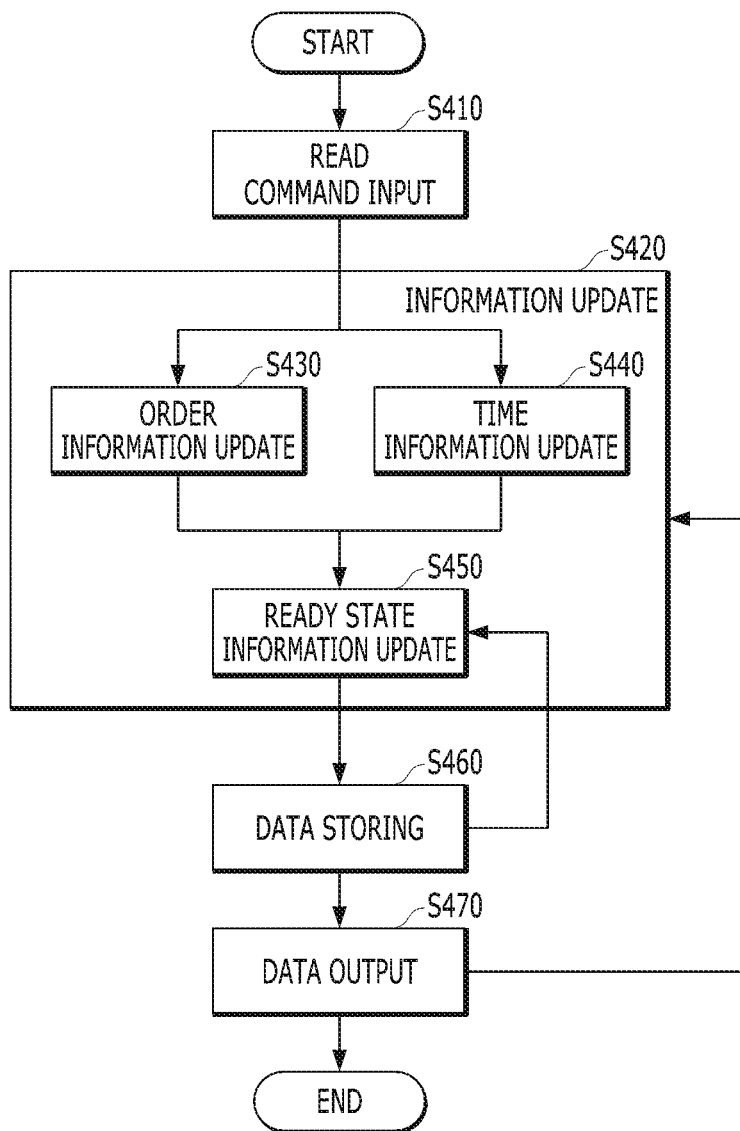 START
S410
READ
COMMAND INPUT
S420
INFORMATION UPDATE
S430
ORDER
INFORMATION UPDATE
S440
TIME
INFORMATION UPDATE
S450
READY STATE
INFORMATION UPDATE
S460
DATA STORING
S470
DATA OUTPUT
END